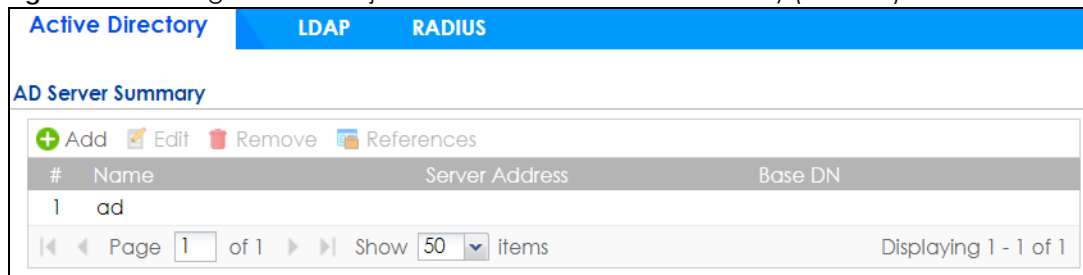 Active Directory LDAP RADIUS
AD Server Summary
Add Edit Remove References
# Name Server Address Base DN
1 ad
Page 1 of 1 Show 50 items Displaying 1 - 1 of 1